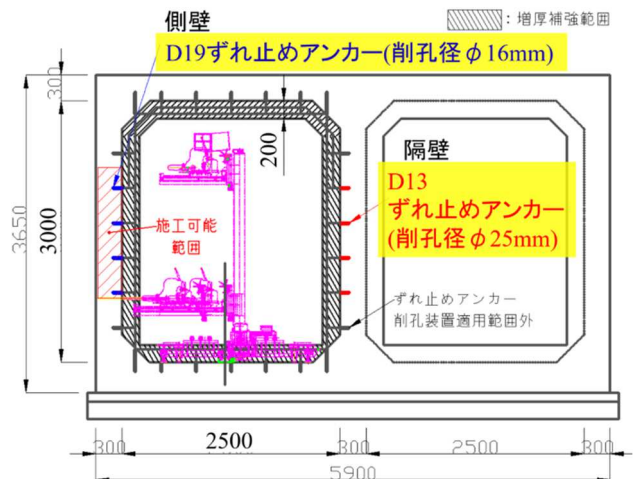 側壁
:増厚補強範囲
D19ずれ止めアンカー(削孔径φ16mm)
300
200
隔壁
D13
ずれ止めアンカー
(削孔径φ25mm)
3650
3000
施工可能
範囲
ずれ止めアンカー
削孔装置適用範囲外
300
2500
300
2500
300
5900